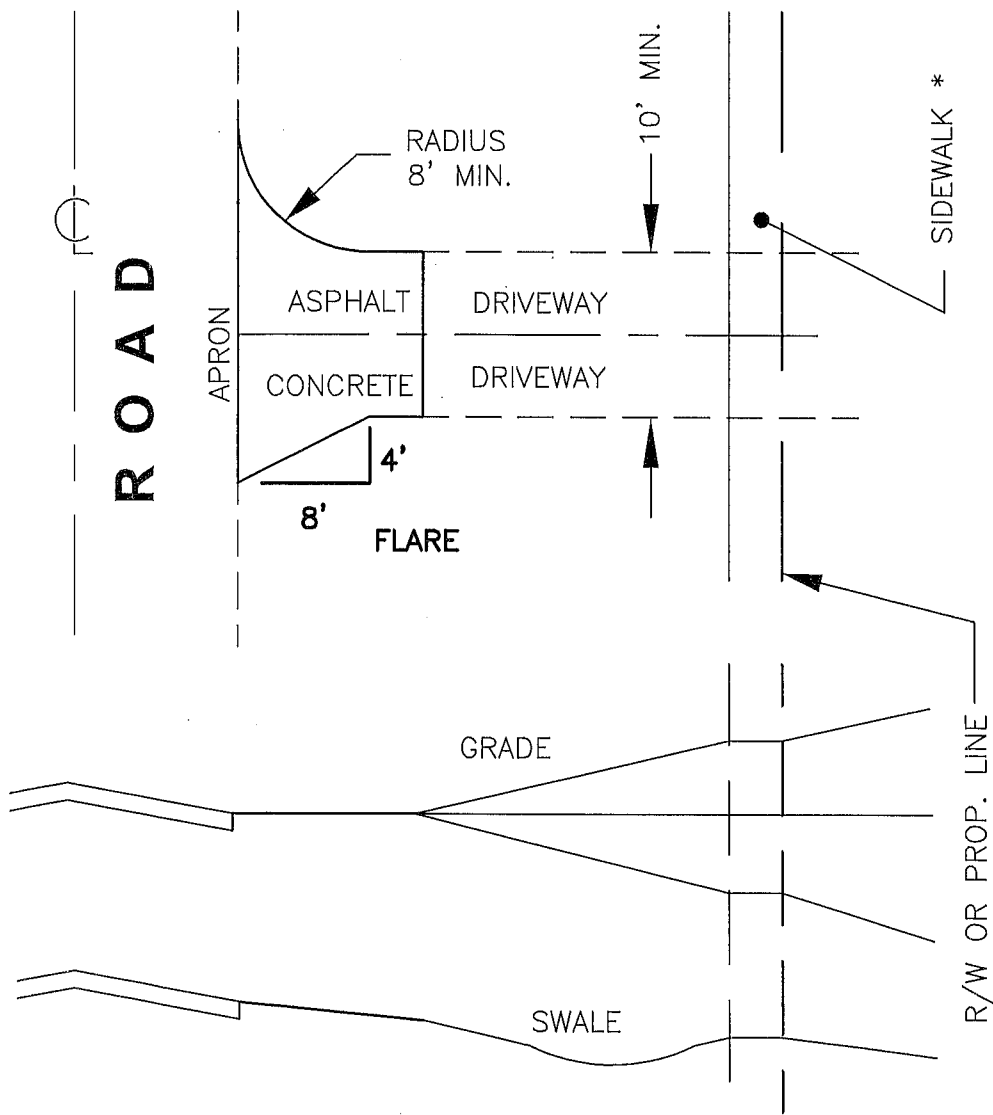 10' MIN.
RADIUS
8' MIN.
SIDEWALK *
ROAD
APRON
ASPHALT
DRIVEWAY
CONCRETE
DRIVEWAY
4'
8'
FLARE
GRADE
R/W OR PROP. LINE
SWALE